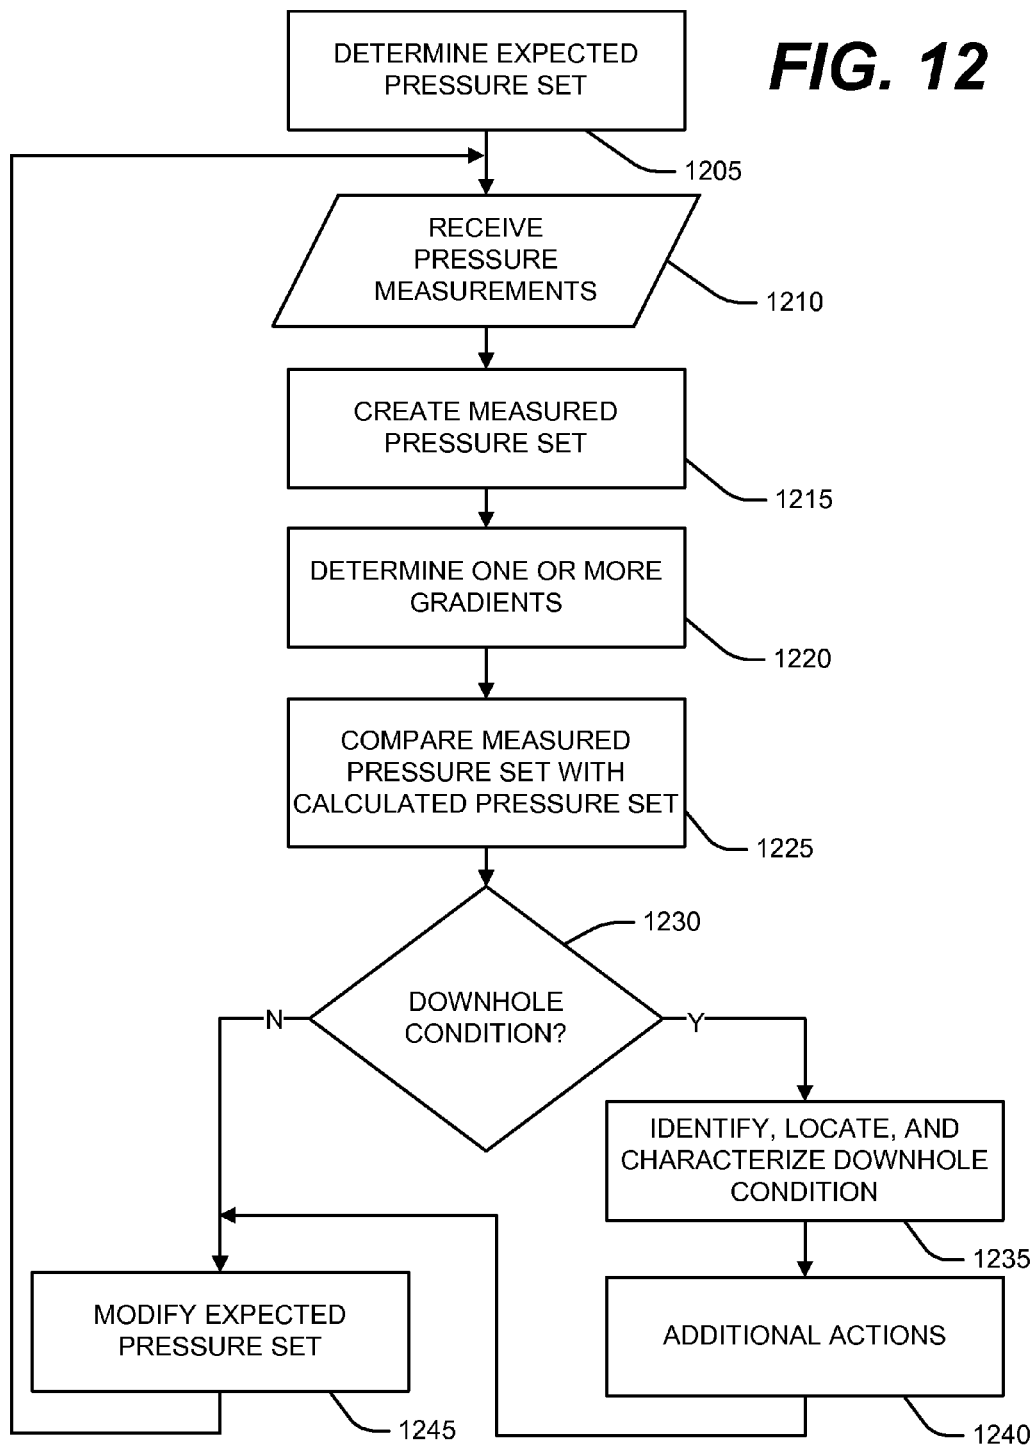 DETERMINE EXPECTED
PRESSURE SET
FIG. 12
1205
RECEIVE
PRESSURE
MEASUREMENTS
1210
CREATE MEASURED
PRESSURE SET
1215
DETERMINE ONE OR MORE
GRADIENTS
1220
COMPARE MEASURED
PRESSURE SET WITH
CALCULATED PRESSURE SET
1225
1230
DOWNHOLE
CONDITION?
N
Y
IDENTIFY, LOCATE, AND
CHARACTERIZE DOWNHOLE
CONDITION
1235
MODIFY EXPECTED
PRESSURE SET
1245
ADDITIONAL ACTIONS
1240